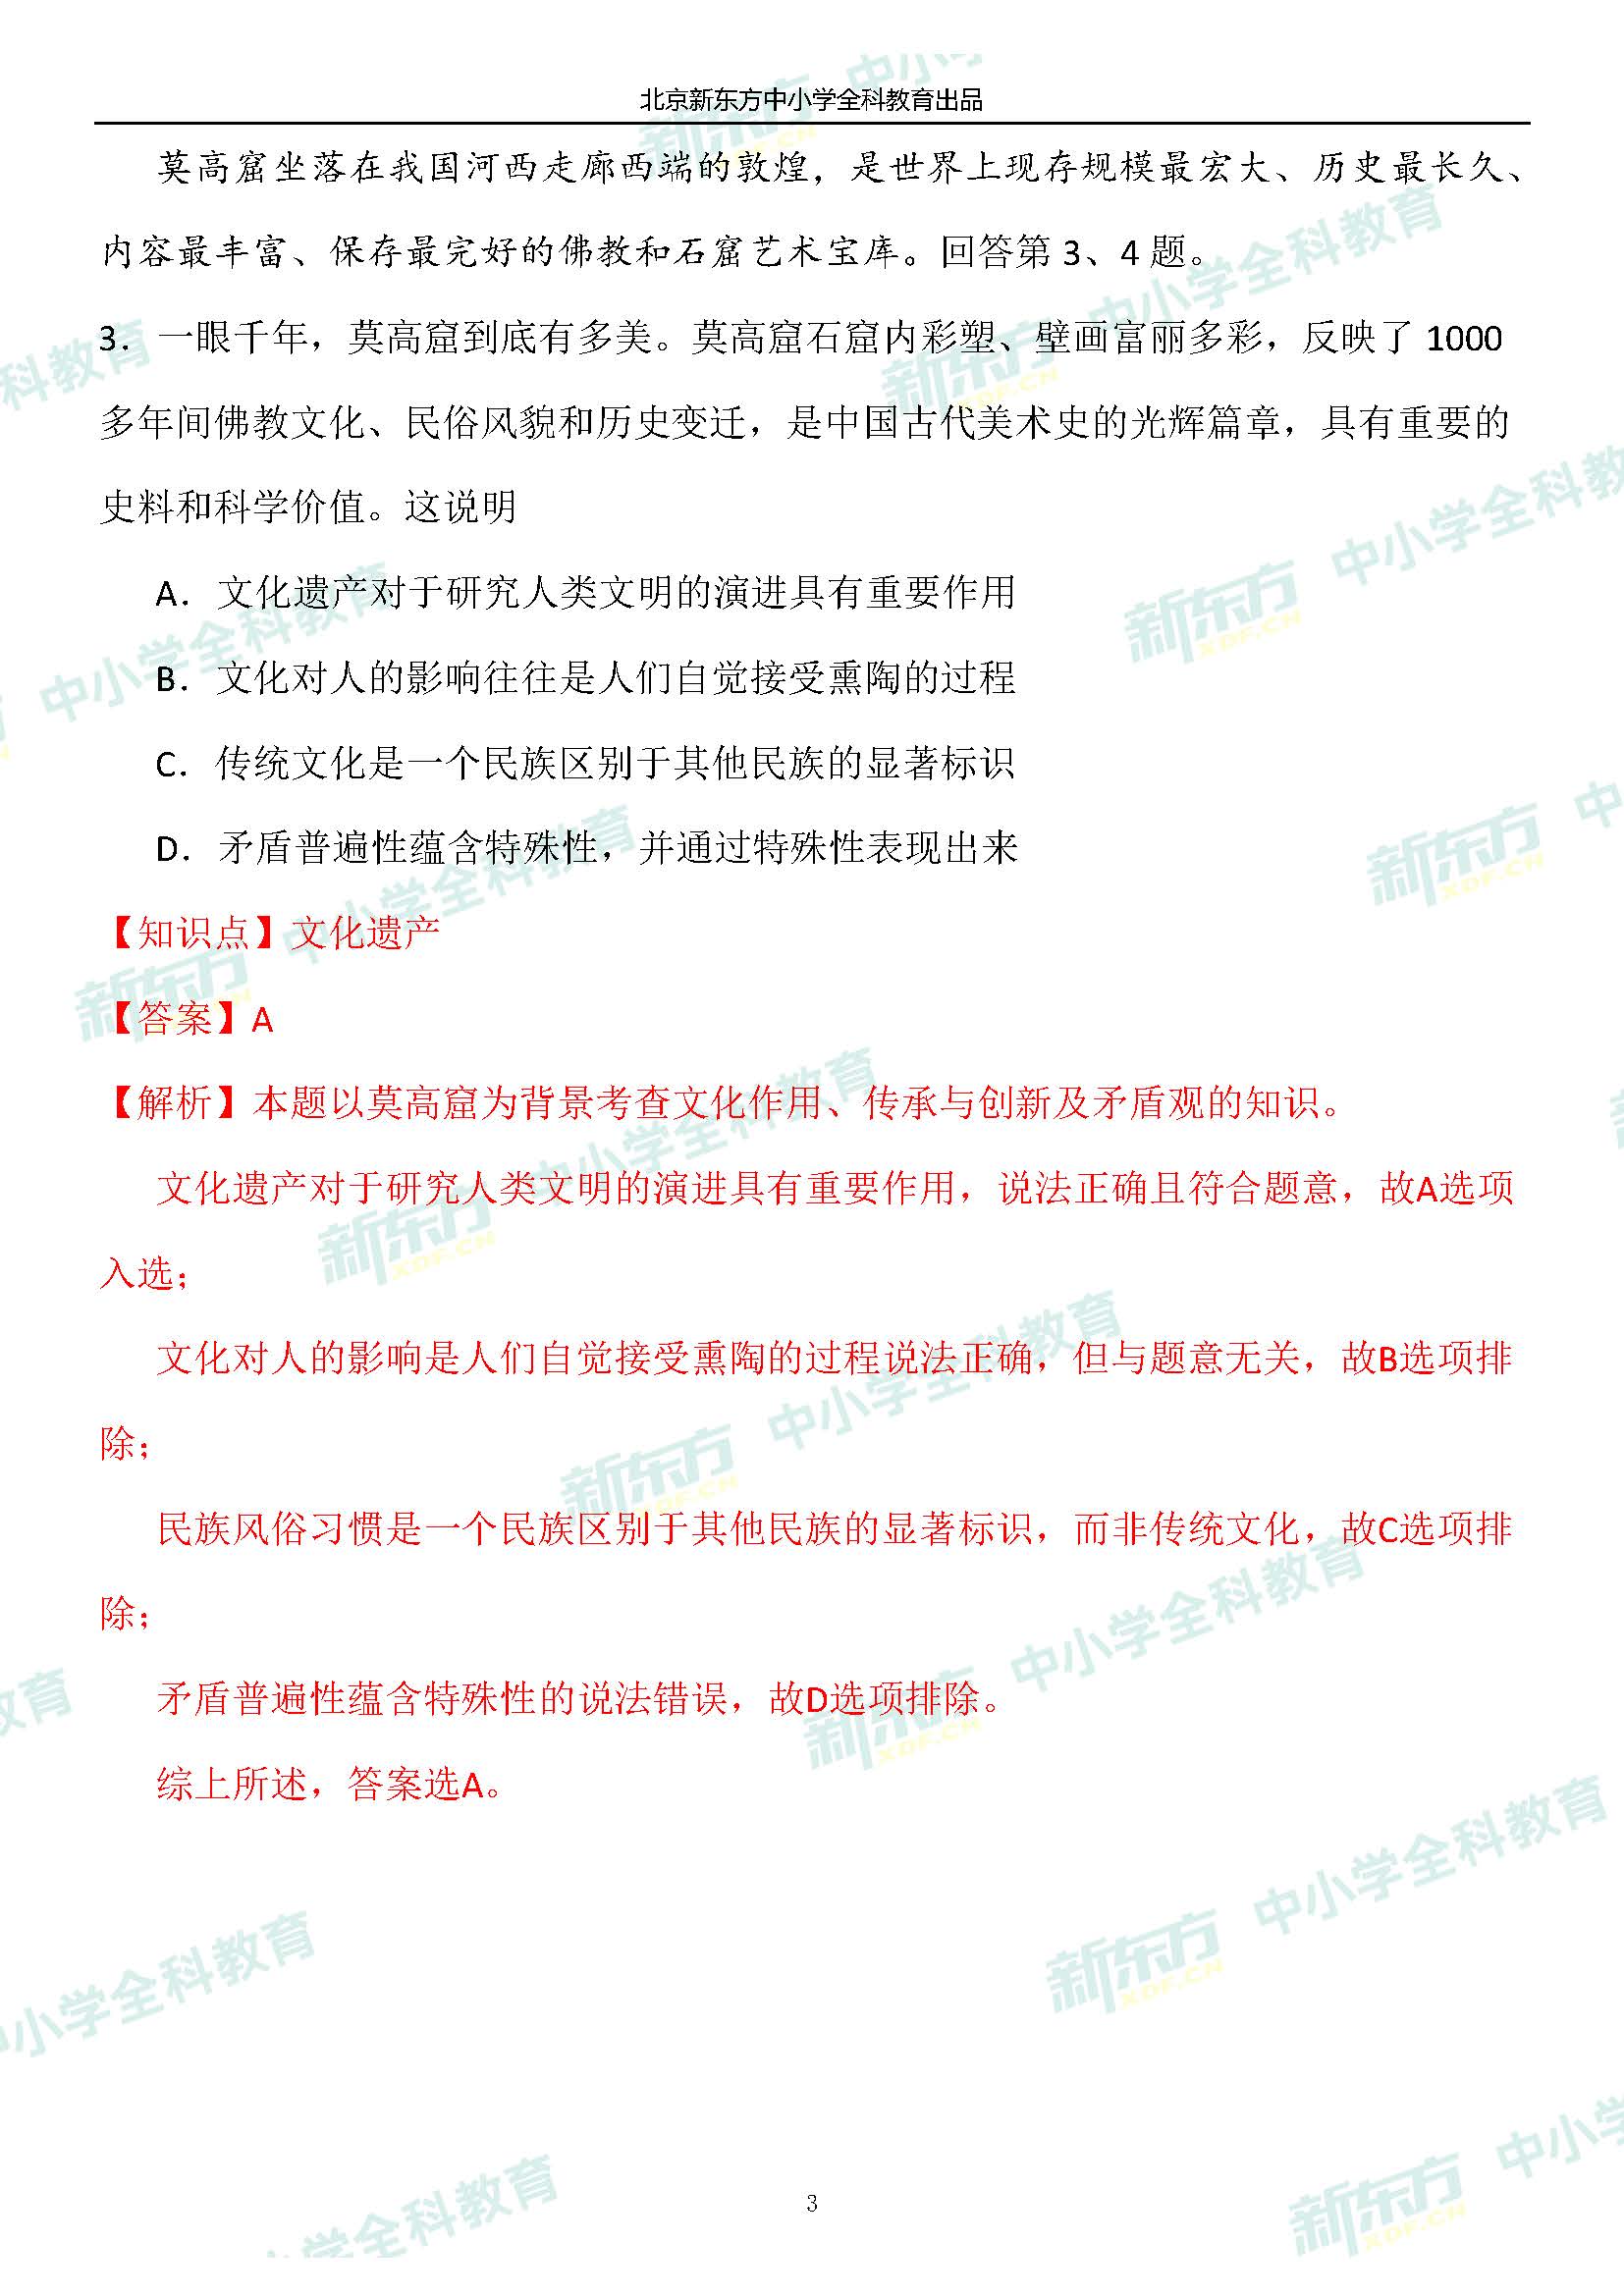 北京新东方中小学全科教育出品
莫高窟坐落在我国河西走廊西端的敦煌，是世界上现存规模最宏大、历史最长久、
内容最丰富、保存最完好的佛教和石窟艺术宝库。回答第 3、4 题。
3．一眼千年，莫高窟到底有多美。莫高窟石窟内彩塑、壁画富丽多彩，反映了 1000
多年间佛教文化、民俗风貌和历史变迁，是中国古代美术史的光辉篇章，具有重要的
史料和科学价值。这说明
A．文化遗产对于研究人类文明的演进具有重要作用
B．文化对人的影响往往是人们自觉接受熏陶的过程
C．传统文化是一个民族区别于其他民族的显著标识
D．矛盾普遍性蕴含特殊性，并通过特殊性表现出来
【知识点】文化遗产
【答案】A
【解析】本题以莫高窟为背景考查文化作用、传承与创新及矛盾观的知识。
文化遗产对于研究人类文明的演进具有重要作用，说法正确且符合题意，故A选项
入选；
文化对人的影响是人们自觉接受熏陶的过程说法正确，但与题意无关，故B选项排
除；
民族风俗习惯是一个民族区别于其他民族的显著标识，而非传统文化，故C选项排
除；
矛盾普遍性蕴含特殊性的说法错误，故D选项排除。
综上所述，答案选A。
新东方 XDF.CN 中小学全科教育
3